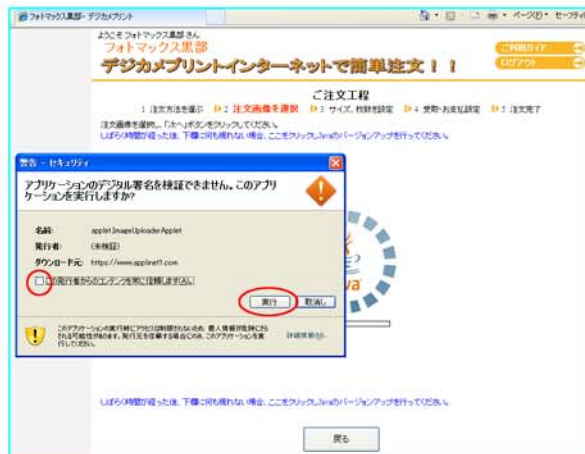 フォトマックス黒部- デジカメプリント
ページ(P)
セーフティ
ようこそ フォトマックス黒部 さん
フォトマックス黒部
デジカメプリントインターネットで簡単注文！！
ご利用ガイド
ログアウト
ご注文工程
1 注文方法を選ぶ 2 注文画像を選択 3 サイズ、枚数を設定 4 受取・お支払設定 5 注文完了
注文画像を選択し、「次へ」ボタンをクリックしてください。
しばらく時間が経った後、下欄に何も現れない場合、ここをクリックしJavaのバージョンアップを行ってください。
警告 - セキュリティ
アプリケーションのデジタル署名を検証できません。このアプリ
ケーションを実行しますか?
名前: applet.ImageUploaderApplet
発行者: (未検証)
ダウンロード元: https://www.applinet1.com
この発行者からのコンテンツを常に信頼します(A)。
実行 取消し
このアプリケーションの実行時にアクセスは制限されないため、個人情報が危険にさら
される可能性があります。発行元を信頼する場合にのみ、このアプリケーションを実
行してください。
詳細情報(M)...
しばらく時間が経った後、下欄に何も現れない場合、ここをクリックしJavaのバージョンアップを行ってください。
戻る